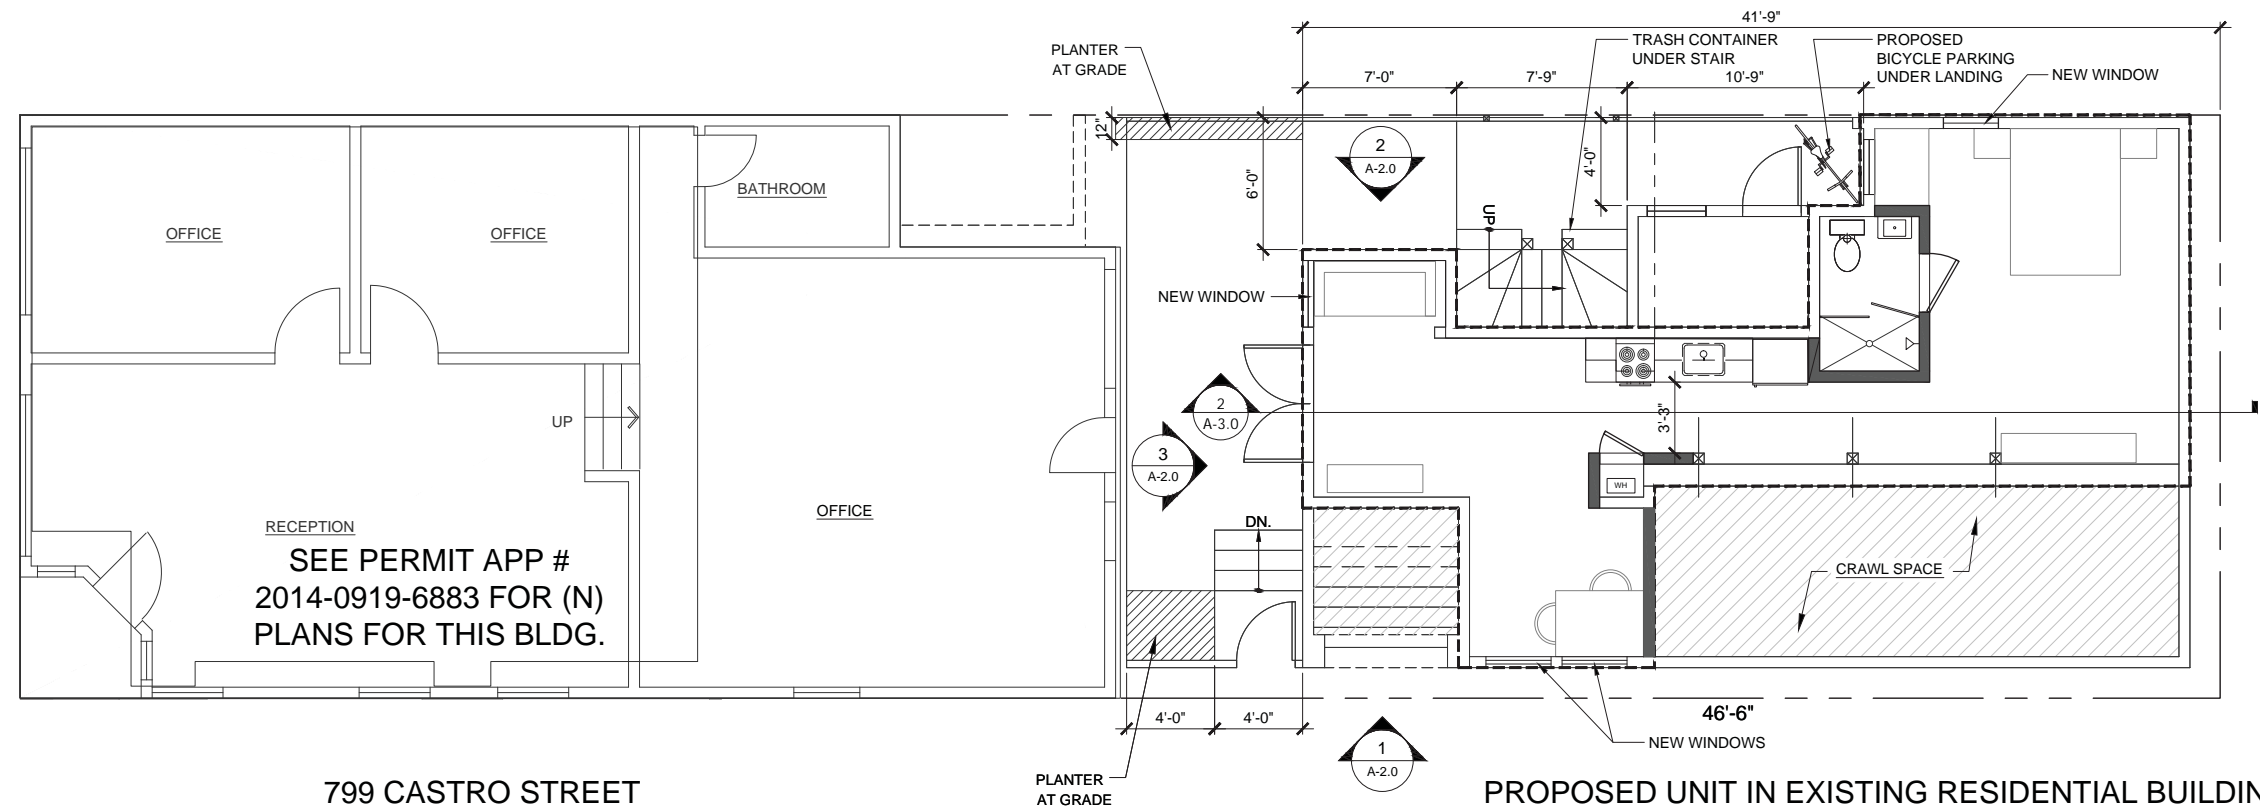 41'-9"
PLANTER
AT GRADE
TRASH CONTAINER
UNDER STAIR
PROPOSED
BICYCLE PARKING
UNDER LANDING
NEW WINDOW
7'-0"
7'-9"
10'-9"
12"
6'-0"
4'-0"
2
A-2.0
OFFICE
OFFICE
BATHROOM
UP
NEW WINDOW
2
A-3.0
3
A-2.0
3'-3"
UP
WH
OFFICE
RECEPTION
SEE PERMIT APP #
2014-0919-6883 FOR (N)
PLANS FOR THIS BLDG.
DN.
CRAWL SPACE
4'-0"
4'-0"
46'-6"
NEW WINDOWS
1
A-2.0
PLANTER
AT GRADE
799 CASTRO STREET
PROPOSED UNIT IN EXISTING RESIDENTIAL BUILDIN